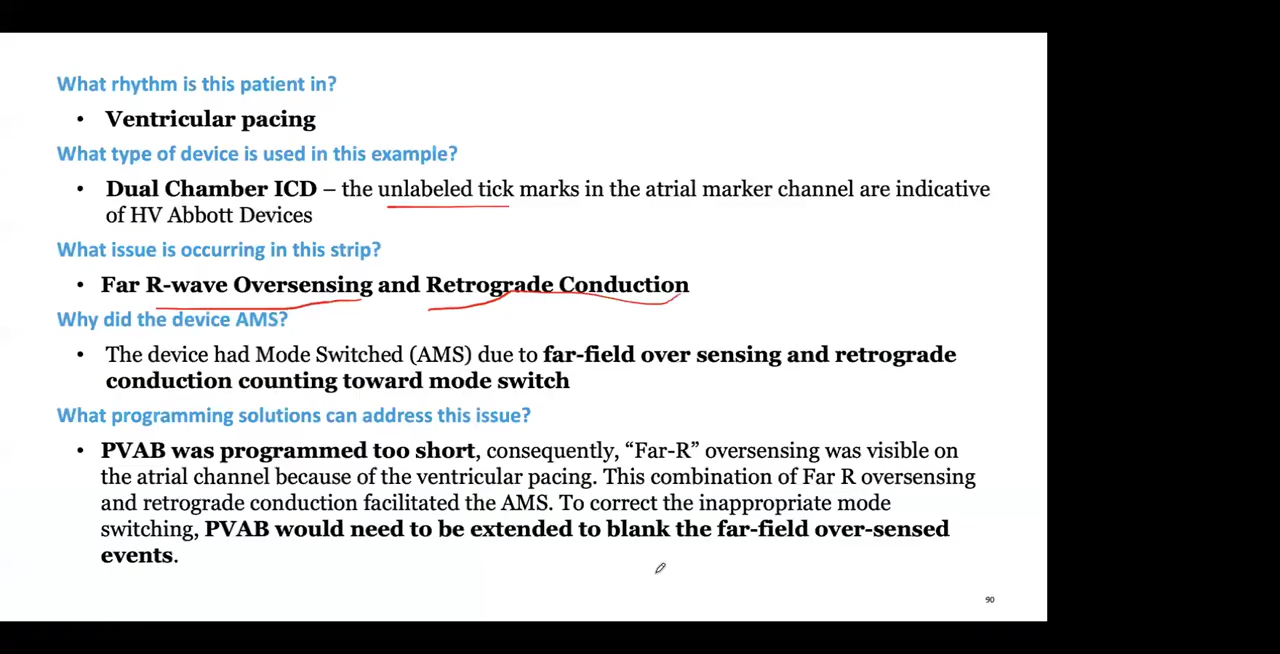 What rhythm is this patient in?
• Ventricular pacing
What type of device is used in this example?
• Dual Chamber ICD – the unlabeled tick marks in the atrial marker channel are indicative
of HV Abbott Devices
What issue is occurring in this strip?
• Far R-wave Oversensing and Retrograde Conduction
Why did the device AMS?
• The device had Mode Switched (AMS) due to far-field over sensing and retrograde
conduction counting toward mode switch
What programming solutions can address this issue?
• PVAB was programmed too short, consequently, “Far-R” oversensing was visible on
the atrial channel because of the ventricular pacing. This combination of Far R oversensing
and retrograde conduction facilitated the AMS. To correct the inappropriate mode
switching, PVAB would need to be extended to blank the far-field over-sensed
events.
90